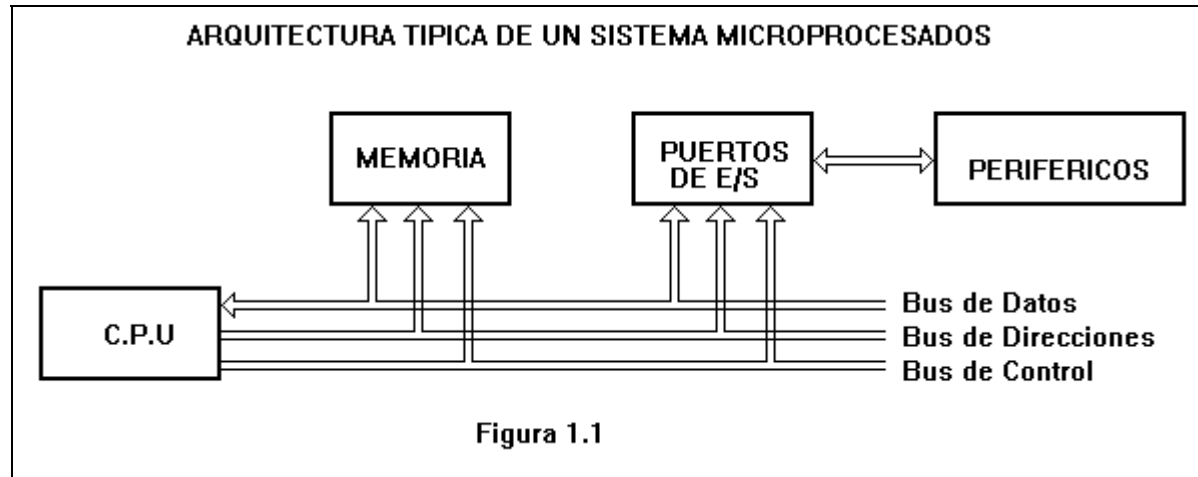 ARQUITECTURA TIPICA DE UN SISTEMA MICROPROCESADOS
MEMORIA
PUERTOS
DE E/S
PERIFERICOS
C.P.U
Bus de Datos
Bus de Direcciones
Bus de Control
Figura 1.1